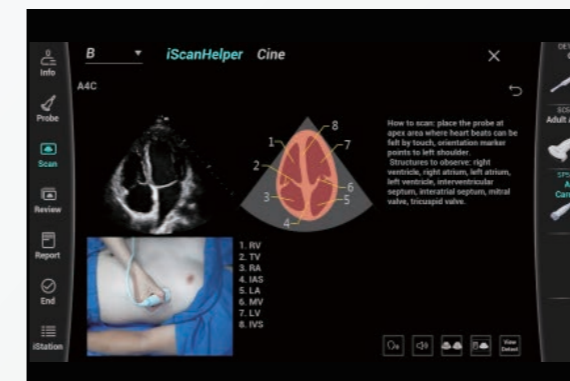 B
iScanHelper Cine
A4C
Info
Probe
Scan
Review
Report
End
iStation
1
2
3
4
8
7
6
5
How to scan: place the probe at
apex area where heart beats can be
felt by touch, orientation marker
points to left shoulder.
Structures to observe: right
ventricle, right atrium, left atrium,
left ventricle, interventricular
septum, interatrial septum, mitral
valve, tricuspid valve.
1. RV
2. TV
3. RA
4. IAS
5. LA
6. MV
7. LV
8. IVS
View
Detect
Adult